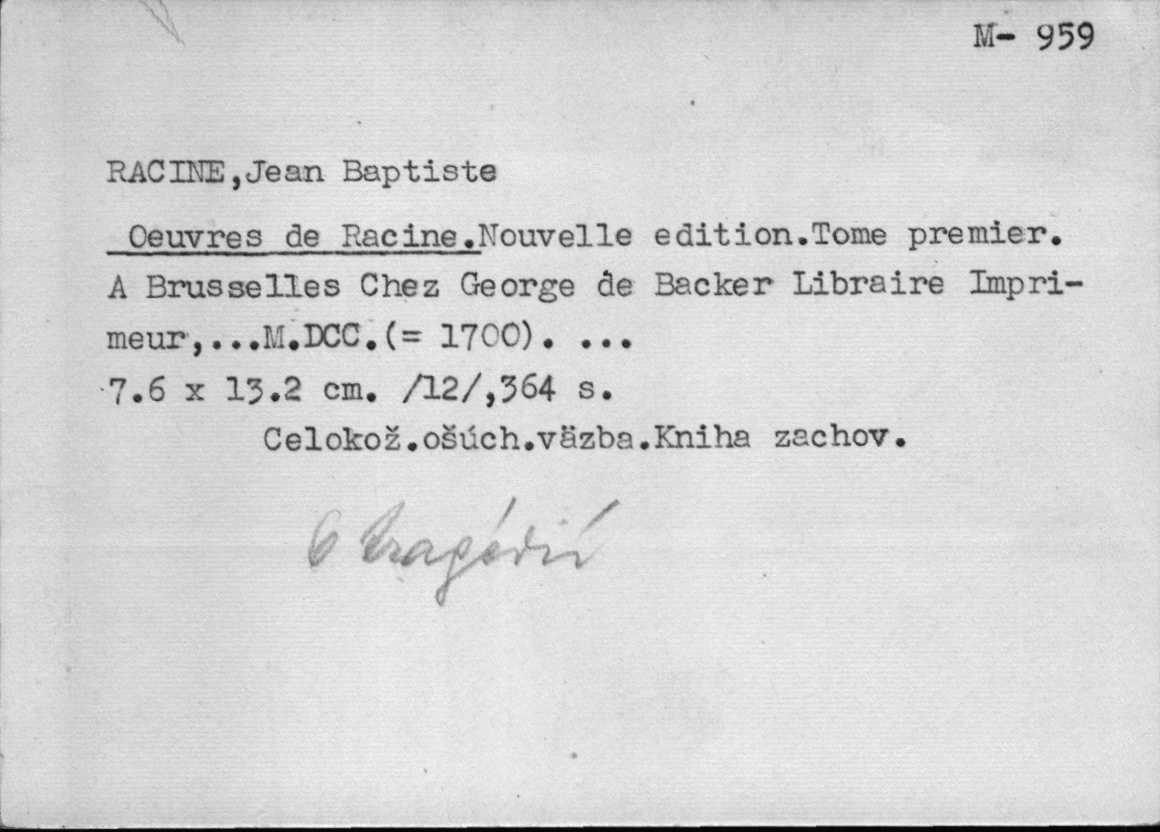 M- 959
RACINE,Jean Baptiste
Oeuvres de Racine.Nouvelle edition.Tome premier.
A Brusselles Chez George de Backer Libraire Impri-
meur,...M.DCC.(= 1700). ...
7.6 x 13.2 cm. /12/,364 s.
Celokož.ošúch.väzba.Kniha zachov.
6 tragédií